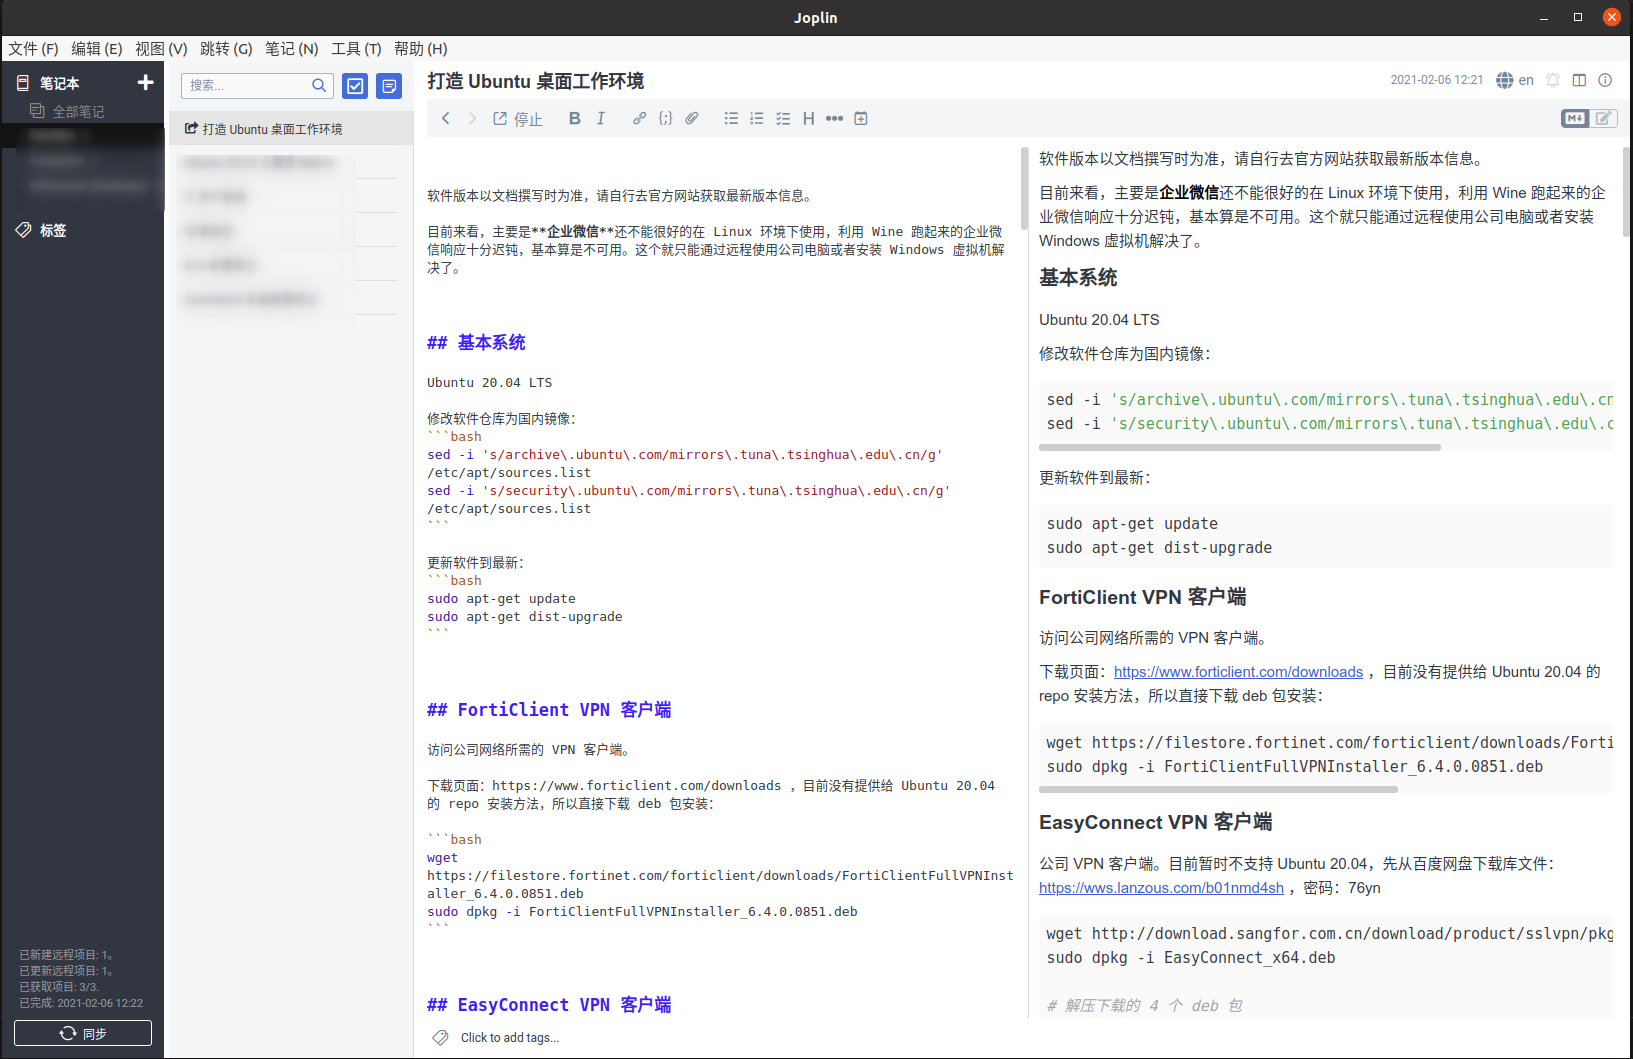 Joplin
文件 (F) 编辑 (E) 视图 (V) 跳转 (G) 笔记 (N) 工具 (T) 帮助 (H)
笔记本
全部笔记
标签
已新建远程项目: 1。
已更新远程项目: 1。
已获取项目: 3/3.
已完成: 2021-02-06 12:22
同步
搜索...
打造 Ubuntu 桌面工作环境
打造 Ubuntu 桌面工作环境
2021-02-06 12:21 en
停止
软件版本以文档撰写时为准，请自行去官方网站获取最新版本信息。
目前来看，主要是**企业微信**还不能很好的在 Linux 环境下使用，利用 Wine 跑起来的企业微
信响应十分迟钝，基本算是不可用。这个就只能通过远程使用公司电脑或者安装 Windows 虚拟机解
决了。
## 基本系统
Ubuntu 20.04 LTS
修改软件仓库为国内镜像：
```bash
sed -i 's/archive\.ubuntu\.com/mirrors\.tuna\.tsinghua\.edu\.cn/g'
/etc/apt/sources.list
sed -i 's/security\.ubuntu\.com/mirrors\.tuna\.tsinghua\.edu\.cn/g'
/etc/apt/sources.list
```
更新软件到最新：
```bash
sudo apt-get update
sudo apt-get dist-upgrade
```
## FortiClient VPN 客户端
访问公司网络所需的 VPN 客户端。
下载页面：https://www.forticlient.com/downloads ，目前没有提供给 Ubuntu 20.04
的 repo 安装方法，所以直接下载 deb 包安装：
```bash
wget
https://filestore.fortinet.com/forticlient/downloads/FortiClientFullVPNInst
aller_6.4.0.0851.deb
sudo dpkg -i FortiClientFullVPNInstaller_6.4.0.0851.deb
```
## EasyConnect VPN 客户端
Click to add tags...
软件版本以文档撰写时为准，请自行去官方网站获取最新版本信息。
目前来看，主要是企业微信还不能很好的在 Linux 环境下使用，利用 Wine 跑起来的企
业微信响应十分迟钝，基本算是不可用。这个就只能通过远程使用公司电脑或者安装
Windows 虚拟机解决了。
基本系统
Ubuntu 20.04 LTS
修改软件仓库为国内镜像：
sed -i 's/archive\.ubuntu\.com/mirrors\.tuna\.tsinghua\.edu\.cn
sed -i 's/security\.ubuntu\.com/mirrors\.tuna\.tsinghua\.edu\.c
更新软件到最新：
sudo apt-get update
sudo apt-get dist-upgrade
FortiClient VPN 客户端
访问公司网络所需的 VPN 客户端。
下载页面：https://www.forticlient.com/downloads ，目前没有提供给 Ubuntu 20.04 的
repo 安装方法，所以直接下载 deb 包安装：
wget https://filestore.fortinet.com/forticlient/downloads/Forti
sudo dpkg -i FortiClientFullVPNInstaller_6.4.0.0851.deb
EasyConnect VPN 客户端
公司 VPN 客户端。目前暂时不支持 Ubuntu 20.04，先从百度网盘下载库文件：
https://wws.lanzous.com/b01nmd4sh ，密码：76yn
wget http://download.sangfor.com.cn/download/product/sslvpn/pkg
sudo dpkg -i EasyConnect_x64.deb
# 解压下载的 4 个 deb 包